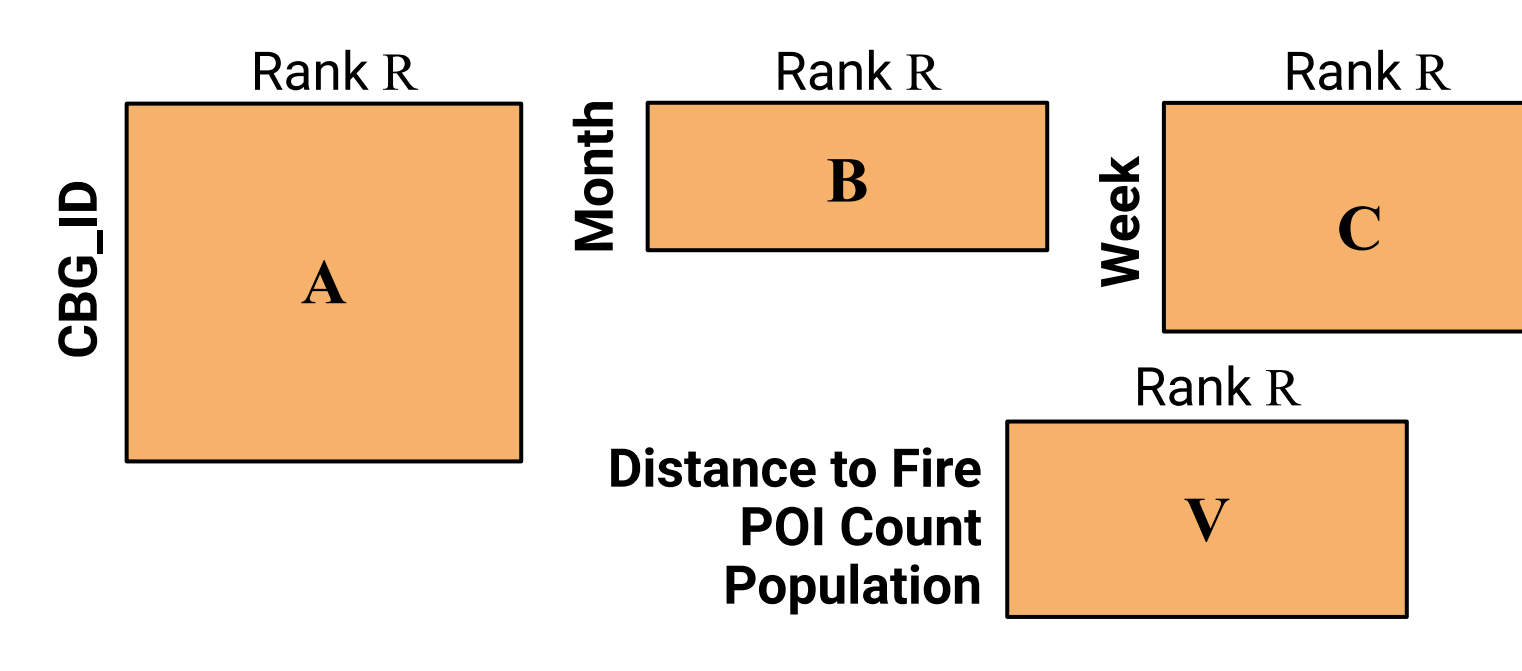 Rank R
Rank R
Rank R
CBG_ID
A
Month
B
Week
C
Rank R
Distance to Fire
POI Count
Population
V